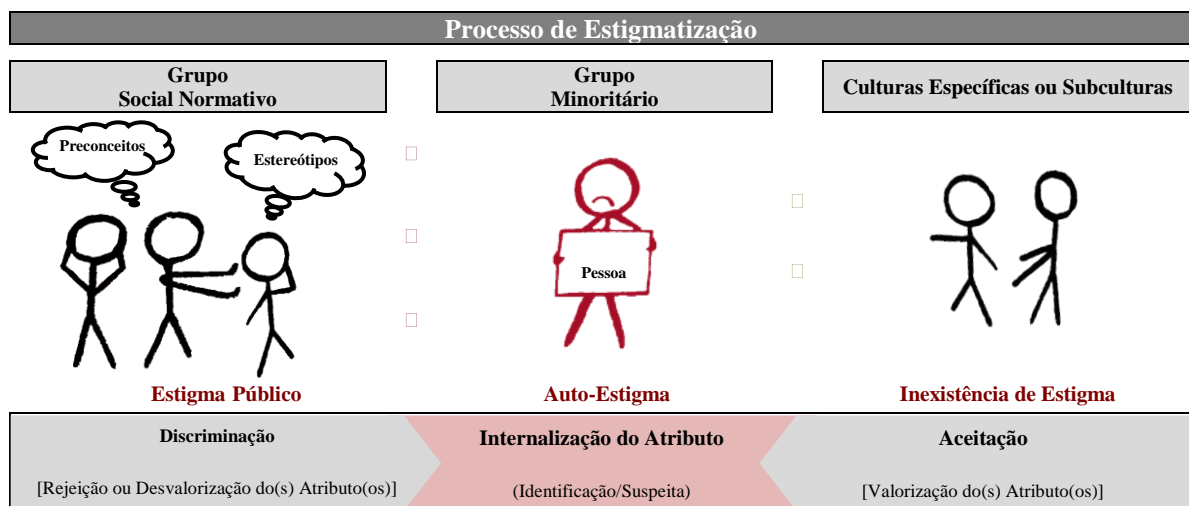 Processo de Estigmatização
Grupo
Social Normativo
Grupo
Minoritário
Culturas Específicas ou Subculturas
Preconceitos
Estereótipos
Pessoa
Estigma Público
Auto-Estigma
Inexistência de Estigma
Discriminação
Internalização do Atributo
Aceitação
[Rejeição ou Desvalorização do(s) Atributo(os)]
(Identificação/Suspeita)
[Valorização do(s) Atributo(os)]